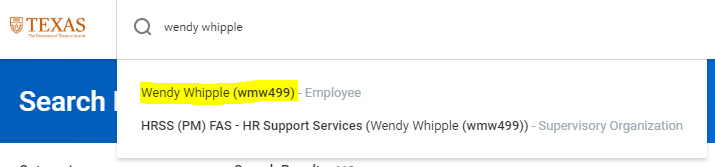 TEXAS
The University of Texas at Austin
wendy whipple
Wendy Whipple (wmw499) - Employee
Search
HRSS (PM) FAS - HR Support Services (Wendy Whipple (wmw499)) - Supervisory Organization